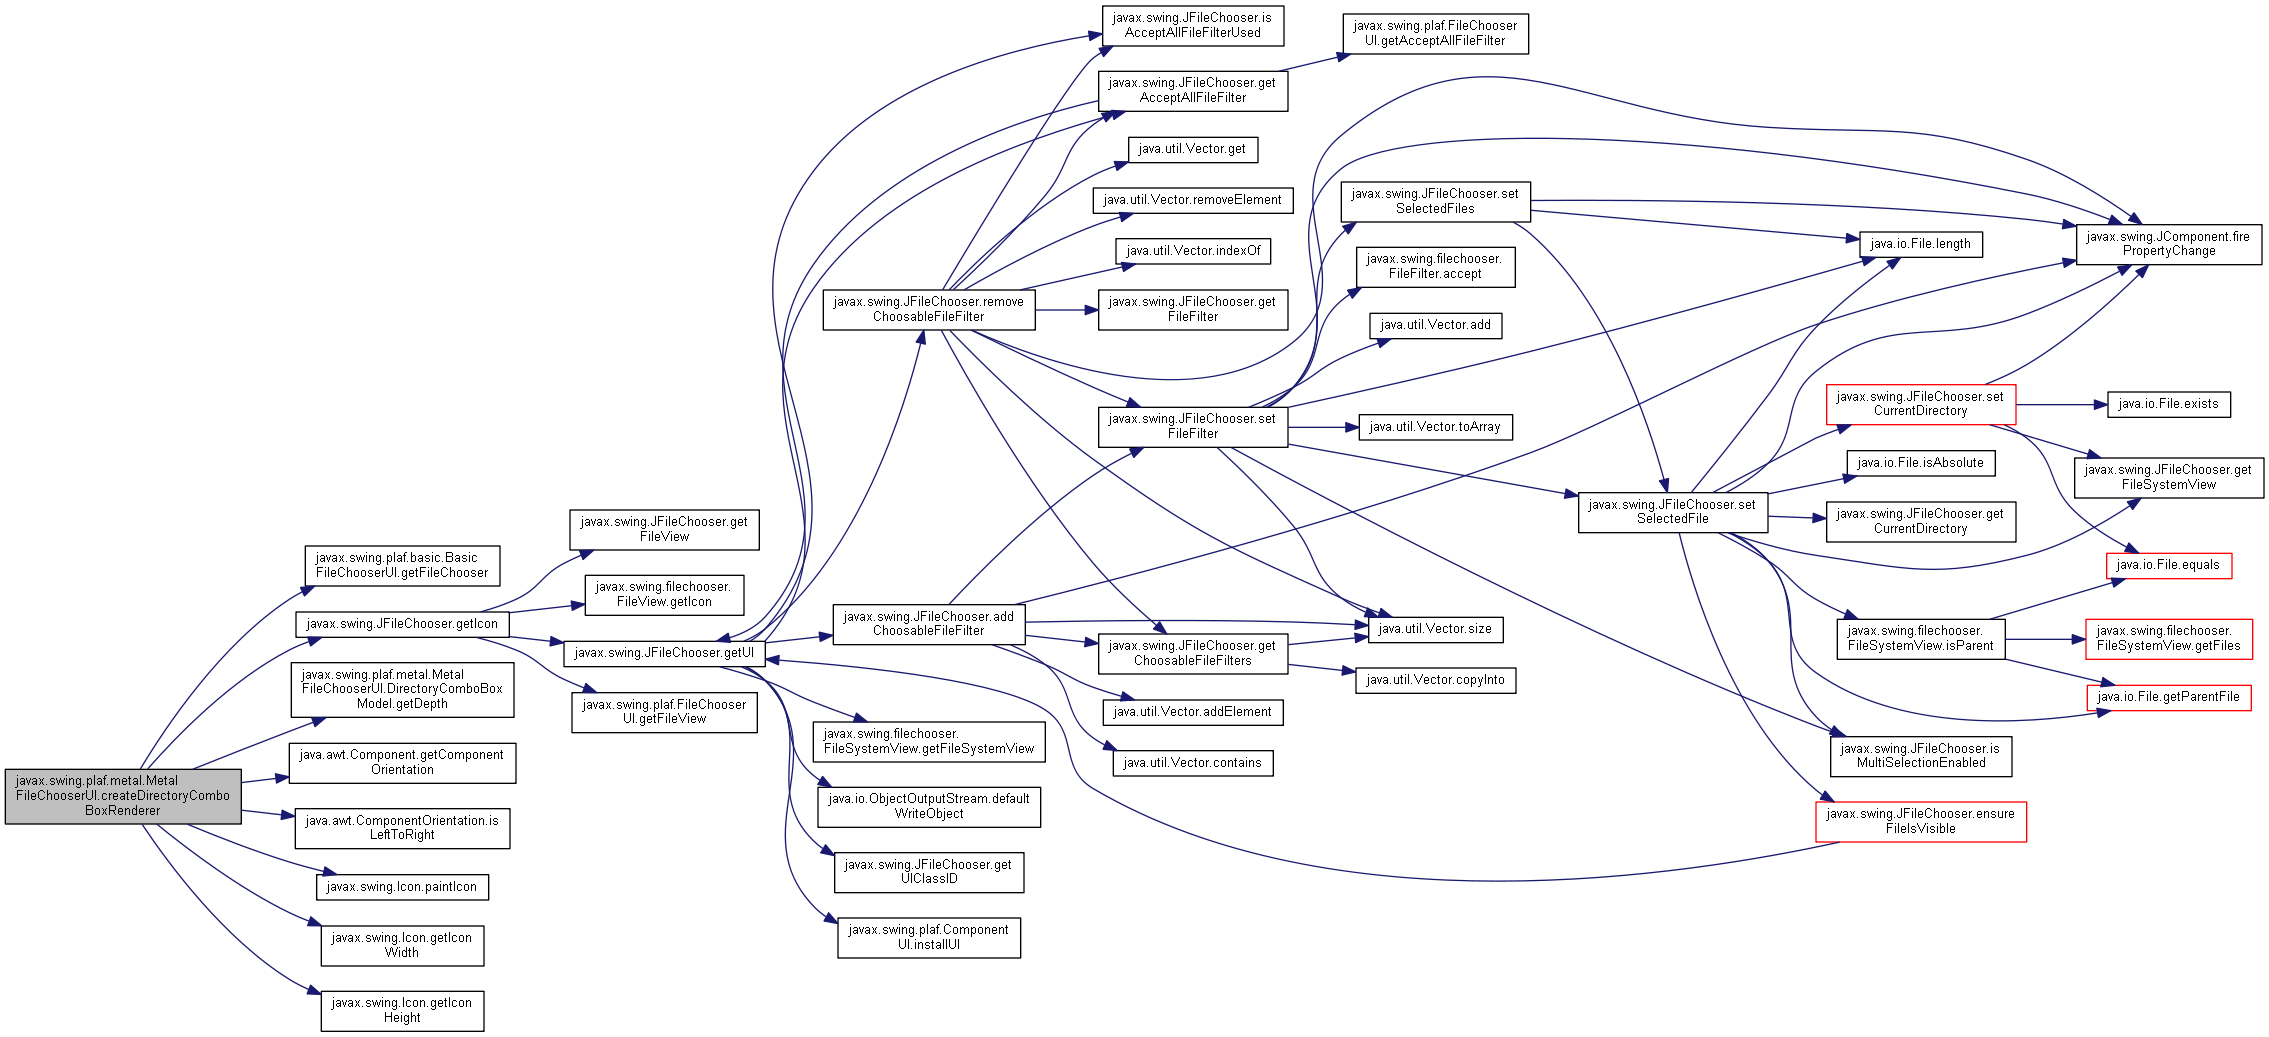 javax.swing.plaf.metal.Metal
FileChooserUI.createDirectoryCombo
BoxRenderer
javax.swing.plaf.basic.Basic
FileChooserUI.getFileChooser
javax.swing.JFileChooser.getIcon
javax.swing.plaf.metal.Metal
FileChooserUI.DirectoryComboBox
Model.getDepth
java.awt.Component.getComponent
Orientation
java.awt.ComponentOrientation.is
LeftToRight
javax.swing.Icon.paintIcon
javax.swing.Icon.getIcon
Width
javax.swing.Icon.getIcon
Height
javax.swing.JFileChooser.get
FileView
javax.swing.filechooser.
FileView.getIcon
javax.swing.JFileChooser.getUI
javax.swing.plaf.FileChooser
UI.getFileView
javax.swing.JFileChooser.remove
ChoosableFileFilter
javax.swing.JFileChooser.add
ChoosableFileFilter
javax.swing.filechooser.
FileSystemView.getFileSystemView
java.io.ObjectOutputStream.default
WriteObject
javax.swing.JFileChooser.get
UIClassID
javax.swing.plaf.Component
UI.installUI
javax.swing.JFileChooser.is
AcceptAllFileFilterUsed
javax.swing.JFileChooser.get
AcceptAllFileFilter
java.util.Vector.get
java.util.Vector.removeElement
java.util.Vector.indexOf
javax.swing.JFileChooser.get
FileFilter
javax.swing.JFileChooser.set
FileFilter
javax.swing.JFileChooser.get
ChoosableFileFilters
java.util.Vector.addElement
java.util.Vector.contains
javax.swing.plaf.FileChooser
UI.getAcceptAllFileFilter
javax.swing.JFileChooser.set
SelectedFiles
javax.swing.filechooser.
FileFilter.accept
java.util.Vector.add
java.util.Vector.toArray
java.util.Vector.size
java.util.Vector.copyInto
javax.swing.JFileChooser.set
SelectedFile
java.io.File.length
javax.swing.JFileChooser.set
CurrentDirectory
java.io.File.isAbsolute
javax.swing.JFileChooser.get
CurrentDirectory
javax.swing.filechooser.
FileSystemView.isParent
javax.swing.JFileChooser.is
MultiSelectionEnabled
javax.swing.JFileChooser.ensure
FileIsVisible
javax.swing.JComponent.fire
PropertyChange
java.io.File.exists
javax.swing.JFileChooser.get
FileSystemView
java.io.File.equals
javax.swing.filechooser.
FileSystemView.getFiles
java.io.File.getParentFile